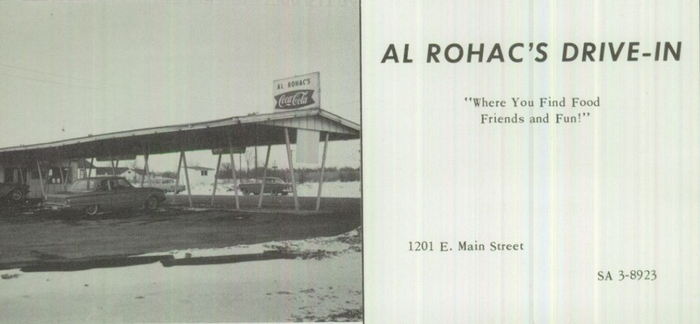 AL ROHAC'S
Coca-Cola
AL ROHAC'S DRIVE-IN
"Where You Find Food
Friends and Fun!"
1201 E. Main Street
SA 3-8923